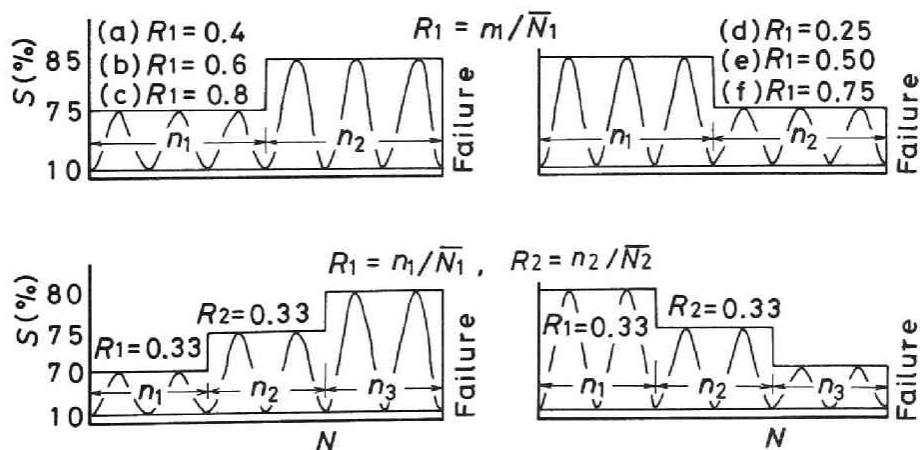 (a) R1=0.4
R1 = n1/N̅1
(d) R1=0.25
S(%)
85
(b) R1=0.6
(e) R1=0.50
75
(c) R1=0.8
(f) R1=0.75
n1
n2
Failure
n1
n2
Failure
10
R1 = n1/N̅1 , R2 = n2/N̅2
S(%)
80
75
R2=0.33
R2=0.33
70
R1=0.33
R1=0.33
n1
n2
n3
Failure
n1
n2
n3
Failure
10
N
N